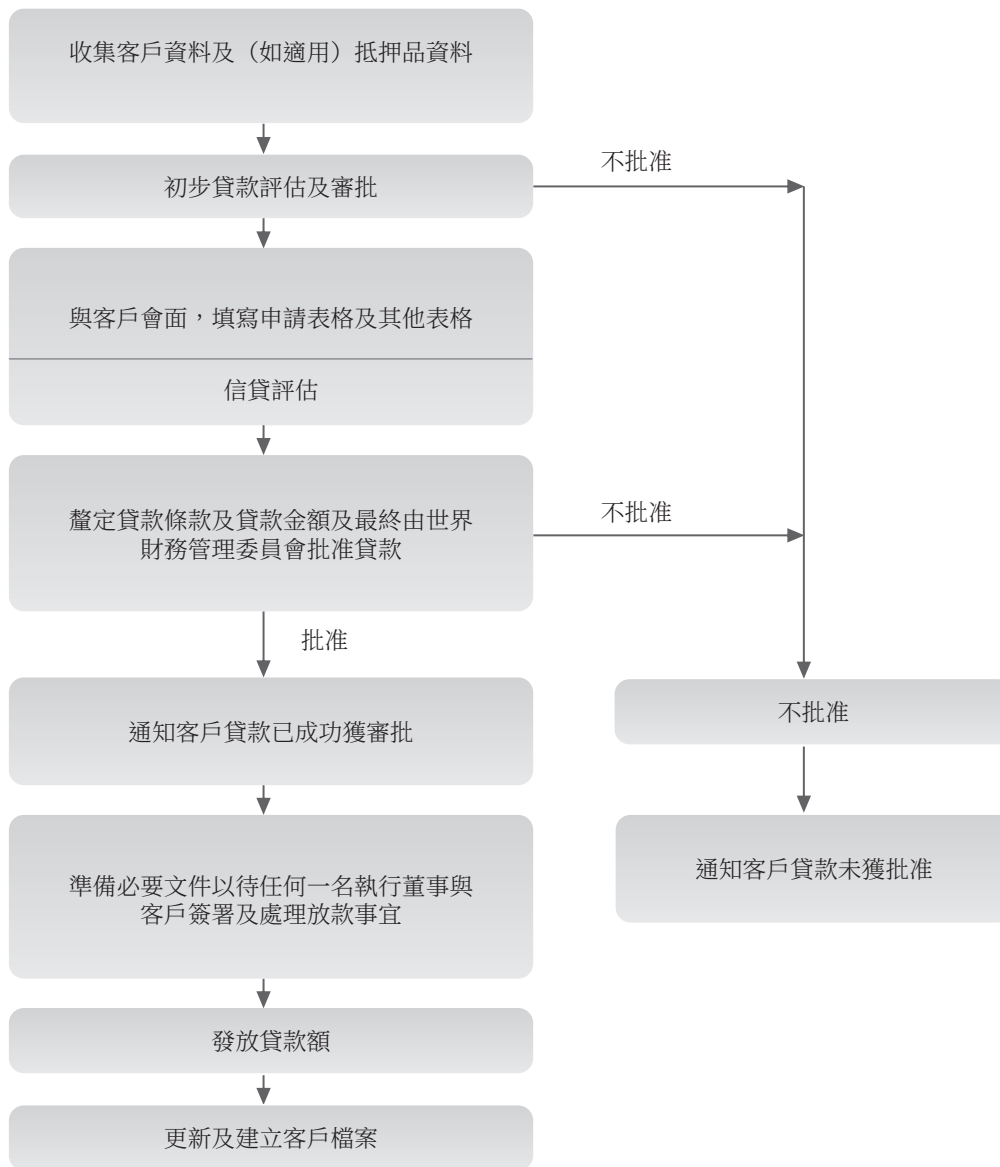 收集客戶資料及（如適用）抵押品資料
不批准
初步貸款評估及審批
與客戶會面，填寫申請表格及其他表格
信貸評估
不批准
釐定貸款條款及貸款金額及最終由世界
財務管理委員會批准貸款
批准
通知客戶貸款已成功獲審批
不批准
準備必要文件以待任何一名執行董事與
客戶簽署及處理放款事宜
通知客戶貸款未獲批准
發放貸款額
更新及建立客戶檔案